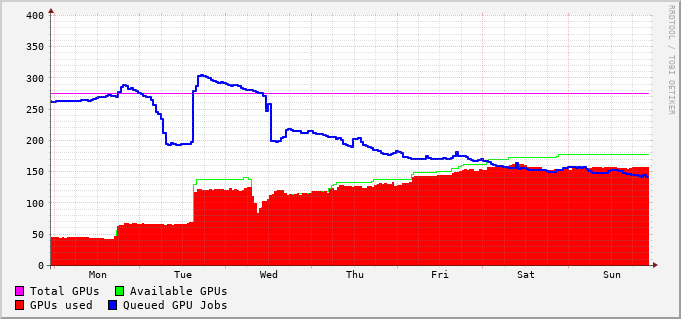 400
350
300
250
200
150
100
50
0
Mon Tue Wed Thu Fri Sat Sun
Total GPUs Available GPUs
GPUs used Queued GPU Jobs
RRDTOOL / TOBI OETIKER